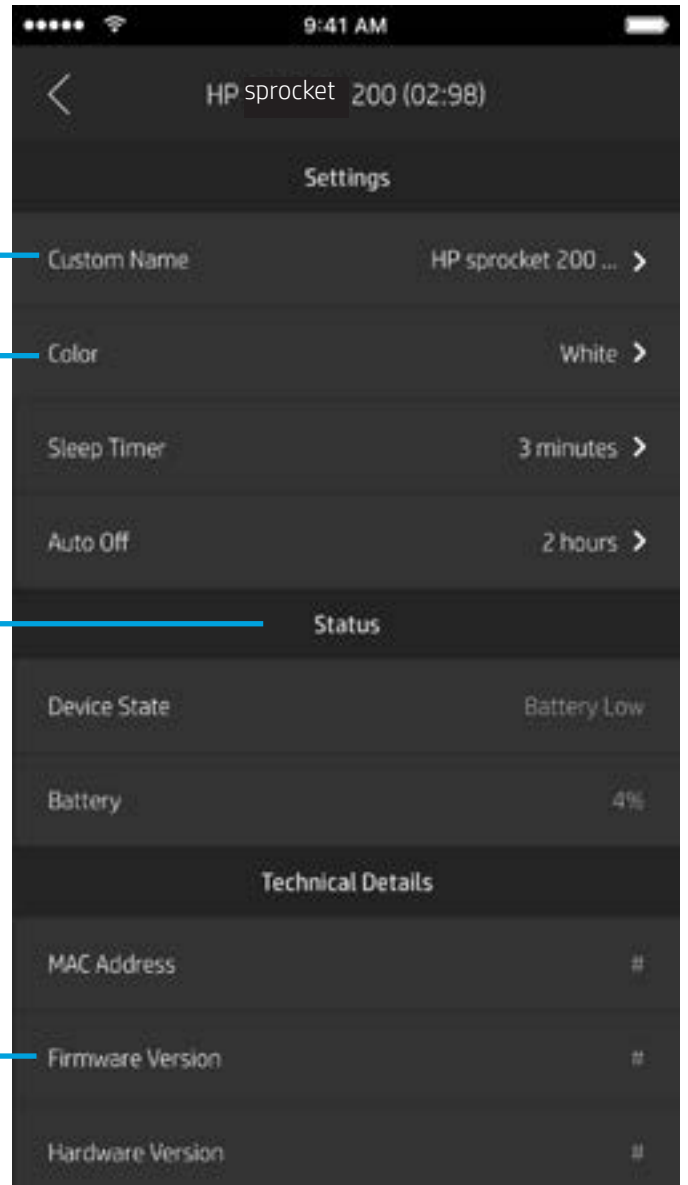 9:41 AM
HP sprocket 200 (02:98)
Settings
Custom Name HP sprocket 200 ...
Color White
Sleep Timer 3 minutes
Auto Off 2 hours
Status
Device State Battery Low
Battery 4%
Technical Details
MAC Address #
Firmware Version #
Hardware Version #